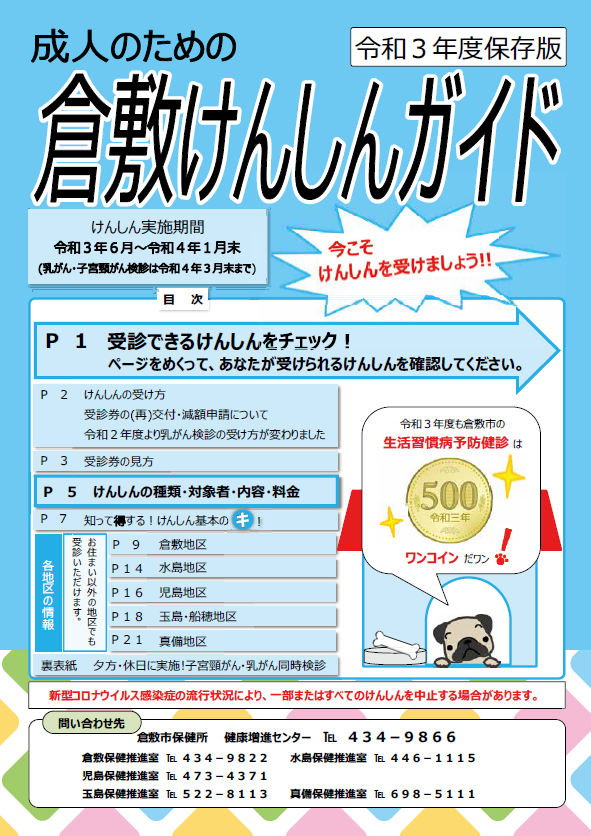 成人のための
令和３年度保存版
倉敷けんしんガイド
けんしん実施期間
令和３年６月～令和４年１月末
(乳がん・子宮頸がん検診は令和４年３月末まで)
今こそ
けんしんを受けましょう!!
目　次
Ｐ　１　受診できるけんしんをチェック！
ページをめくって、あなたが受けられるけんしんを確認してください。
Ｐ　２　けんしんの受け方
受診券の(再)交付・減額申請について
令和２年度より乳がん検診の受け方が変わりました
Ｐ　３　受診券の見方
Ｐ　５　けんしんの種類・対象者・内容・料金
Ｐ　７　知って得する！けんしん基本のキ！
各地区の情報
お住まい以外の地区でも
受診いただけます。
Ｐ　９　倉敷地区
Ｐ１４　水島地区
Ｐ１６　児島地区
Ｐ１８　玉島・船穂地区
Ｐ２１　真備地区
裏表紙　夕方・休日に実施!子宮頸がん・乳がん同時検診
令和３年度も倉敷市の
生活習慣病予防健診 は
500
令和三年
ワンコイン だワン！
新型コロナウイルス感染症の流行状況により、一部またはすべてのけんしんを中止する場合があります。
問い合わせ先
倉敷市保健所　健康増進センター　℡ ４３４－９８６６
倉敷保健推進室 ℡ ４３４－９８２２　水島保健推進室 ℡ ４４６－１１１５
児島保健推進室 ℡ ４７３－４３７１
玉島保健推進室 ℡ ５２２－８１１３　真備保健推進室 ℡ ６９８－５１１１